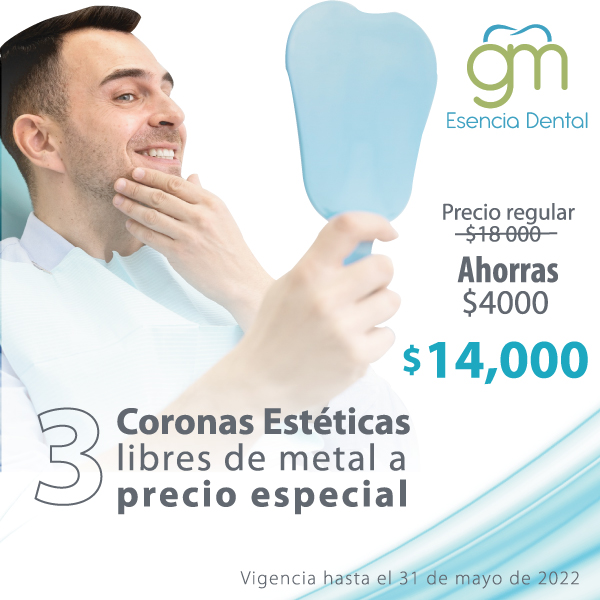 gm
Esencia Dental
Precio regular
$18 000
Ahorras
$4000
$14,000
3 Coronas Estéticas
libres de metal a
precio especial
Vigencia hasta el 31 de mayo de 2022